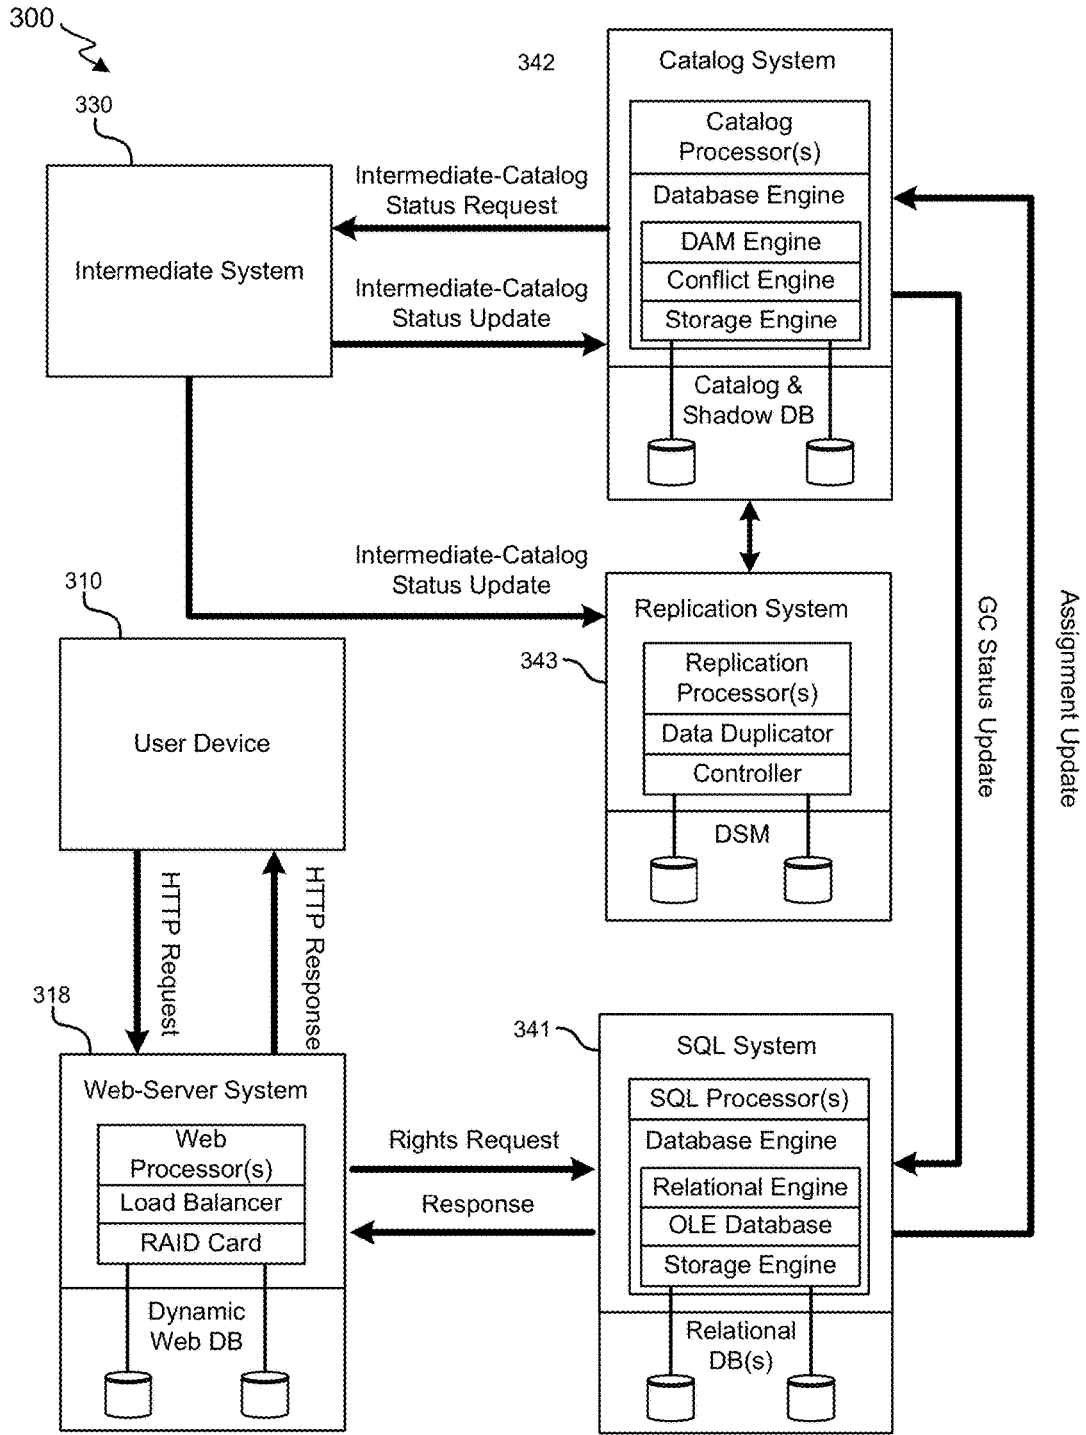 300
330
Intermediate System
Intermediate-Catalog
Status Request
Intermediate-Catalog
Status Update
342
Catalog System
Catalog
Processor(s)
Database Engine
DAM Engine
Conflict Engine
Storage Engine
Catalog &
Shadow DB
Intermediate-Catalog
Status Update
310
User Device
343
Replication System
Replication
Processor(s)
Data Duplicator
Controller
DSM
GC Status Update
Assignment Update
HTTP Request
HTTP Response
318
Web-Server System
Web
Processor(s)
Load Balancer
RAID Card
Dynamic
Web DB
Rights Request
Response
341
SQL System
SQL Processor(s)
Database Engine
Relational Engine
OLE Database
Storage Engine
Relational
DB(s)